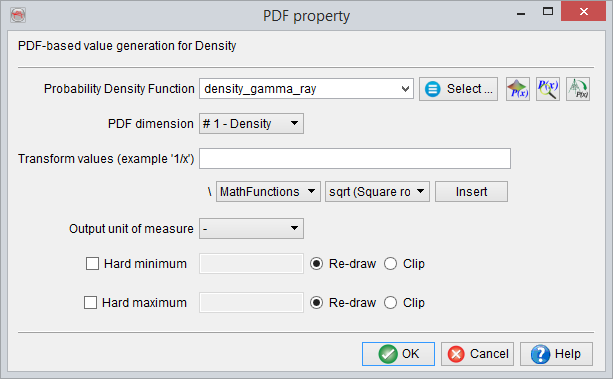 PDF property
PDF-based value generation for Density
Probability Density Function density_gamma_ray Select ... P(x) P(x) P(x)
PDF dimension # 1 - Density
Transform values (example '1/x')
\ MathFunctions sqrt (Square ro Insert
Output unit of measure -
Hard minimum Re-draw Clip
Hard maximum Re-draw Clip
OK Cancel Help